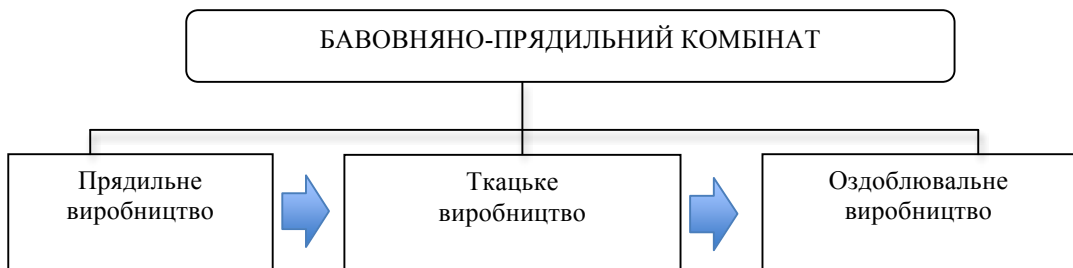 БАВОВНЯНО-ПРЯДИЛЬНИЙ КОМБІНАТ
Прядильне
виробництво
Ткацьке
виробництво
Оздоблювальне
виробництво